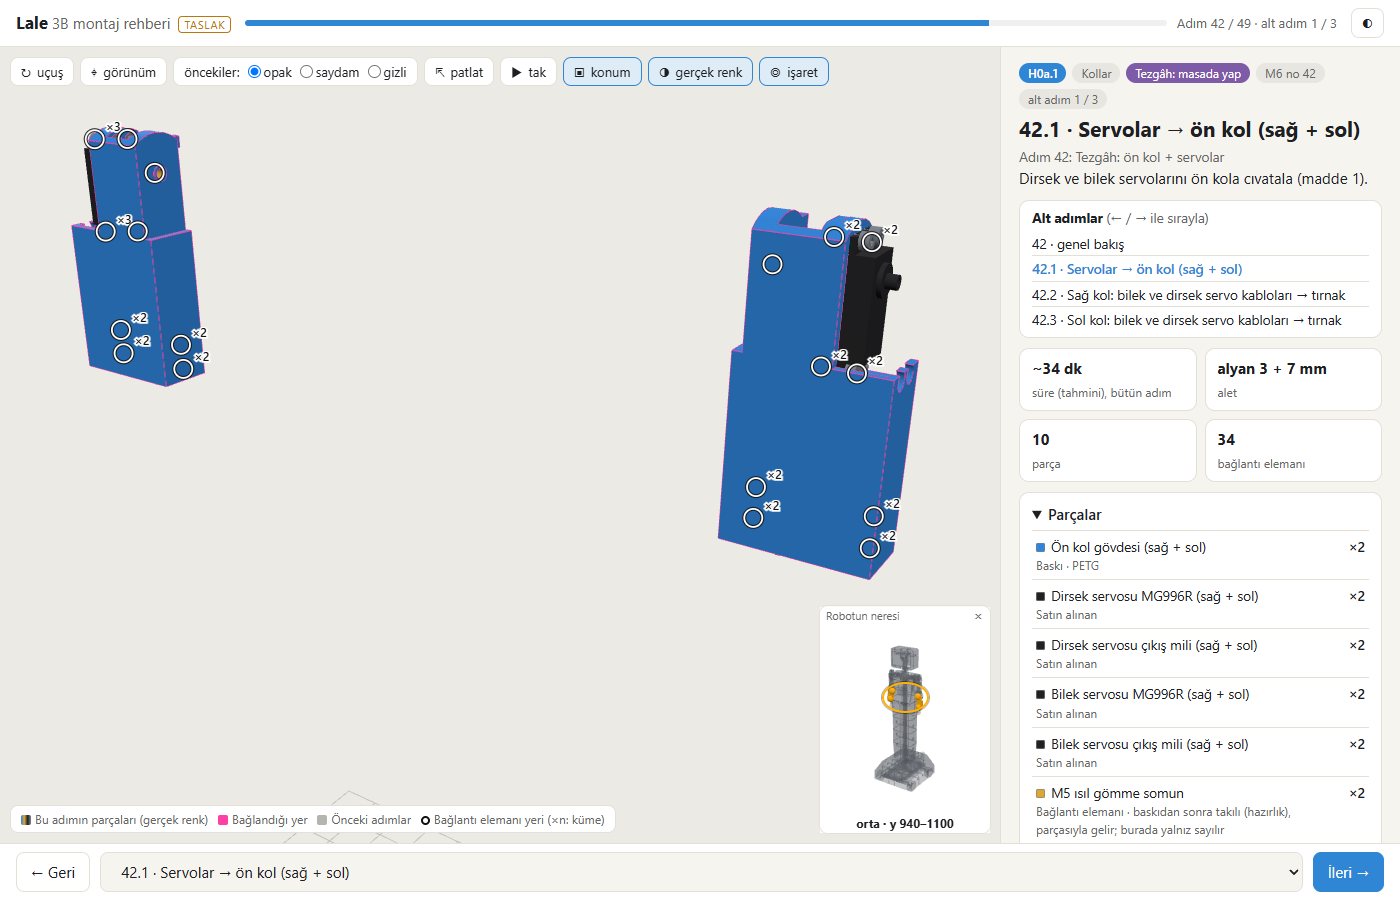 Lale 3B montaj rehberi TASLAK
Adım 42 / 49 · alt adım 1 / 3
↻ uçuş
⌖ görünüm
öncekiler: opak saydam gizli
⇱ patlat
▶ tak
▣ konum
◑ gerçek renk
◎ işaret
×3
×3
×2
×2
×2
×2
×2
×2
×2
×2
×2
×2
×2
×2
Robotun neresi ×
orta · y 940–1100
Bu adımın parçaları (gerçek renk) Bağlandığı yer Önceki adımlar Bağlantı elemanı yeri (×n: küme)
H0a.1 Kollar Tezgâh: masada yap M6 no 42
alt adım 1 / 3
42.1 · Servolar → ön kol (sağ + sol)
Adım 42: Tezgâh: ön kol + servolar
Dirsek ve bilek servolarını ön kola cıvatala (madde 1).
Alt adımlar (← / → ile sırayla)
42 · genel bakış
42.1 · Servolar → ön kol (sağ + sol)
42.2 · Sağ kol: bilek ve dirsek servo kabloları → tırnak
42.3 · Sol kol: bilek ve dirsek servo kabloları → tırnak
~34 dk
süre (tahmini), bütün adım
alyan 3 + 7 mm
alet
10
parça
34
bağlantı elemanı
▼ Parçalar
Ön kol gövdesi (sağ + sol) ×2
Baskı · PETG
Dirsek servosu MG996R (sağ + sol) ×2
Satın alınan
Dirsek servosu çıkış mili (sağ + sol) ×2
Satın alınan
Bilek servosu MG996R (sağ + sol) ×2
Satın alınan
Bilek servosu çıkış mili (sağ + sol) ×2
Satın alınan
M5 ısıl gömme somun ×2
Bağlantı elemanı · baskıdan sonra takılı (hazırlık),
parçasıyla gelir; burada yalnız sayılır
← Geri
42.1 · Servolar → ön kol (sağ + sol)
İleri →